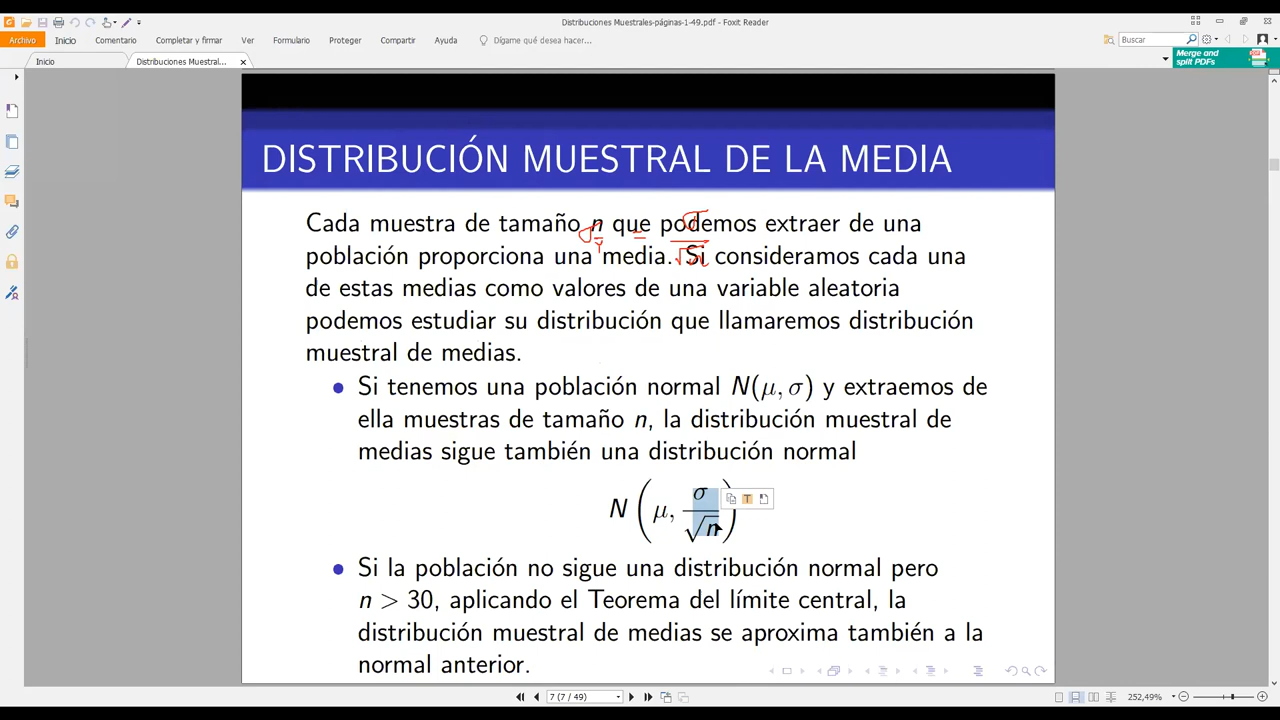 Distribuciones Muestrales-páginas-1-49.pdf - Foxit Reader
Archivo Inicio Comentario Completar y firmar Ver Formulario Proteger Compartir Ayuda Dígame qué desea hacer... Buscar
Inicio Distribuciones Muestral... Merge and
split PDFs
DISTRIBUCIÓN MUESTRAL DE LA MEDIA
Cada muestra de tamaño n que podemos extraer de una
población proporciona una media. Si consideramos cada una
de estas medias como valores de una variable aleatoria
podemos estudiar su distribución que llamaremos distribución
muestral de medias.
Si tenemos una población normal N(μ, σ) y extraemos de
ella muestras de tamaño n, la distribución muestral de
medias sigue también una distribución normal
N(μ, σ/√n)
Si la población no sigue una distribución normal pero
n > 30, aplicando el Teorema del límite central, la
distribución muestral de medias se aproxima también a la
normal anterior.
7 (7 / 49) 252,49%